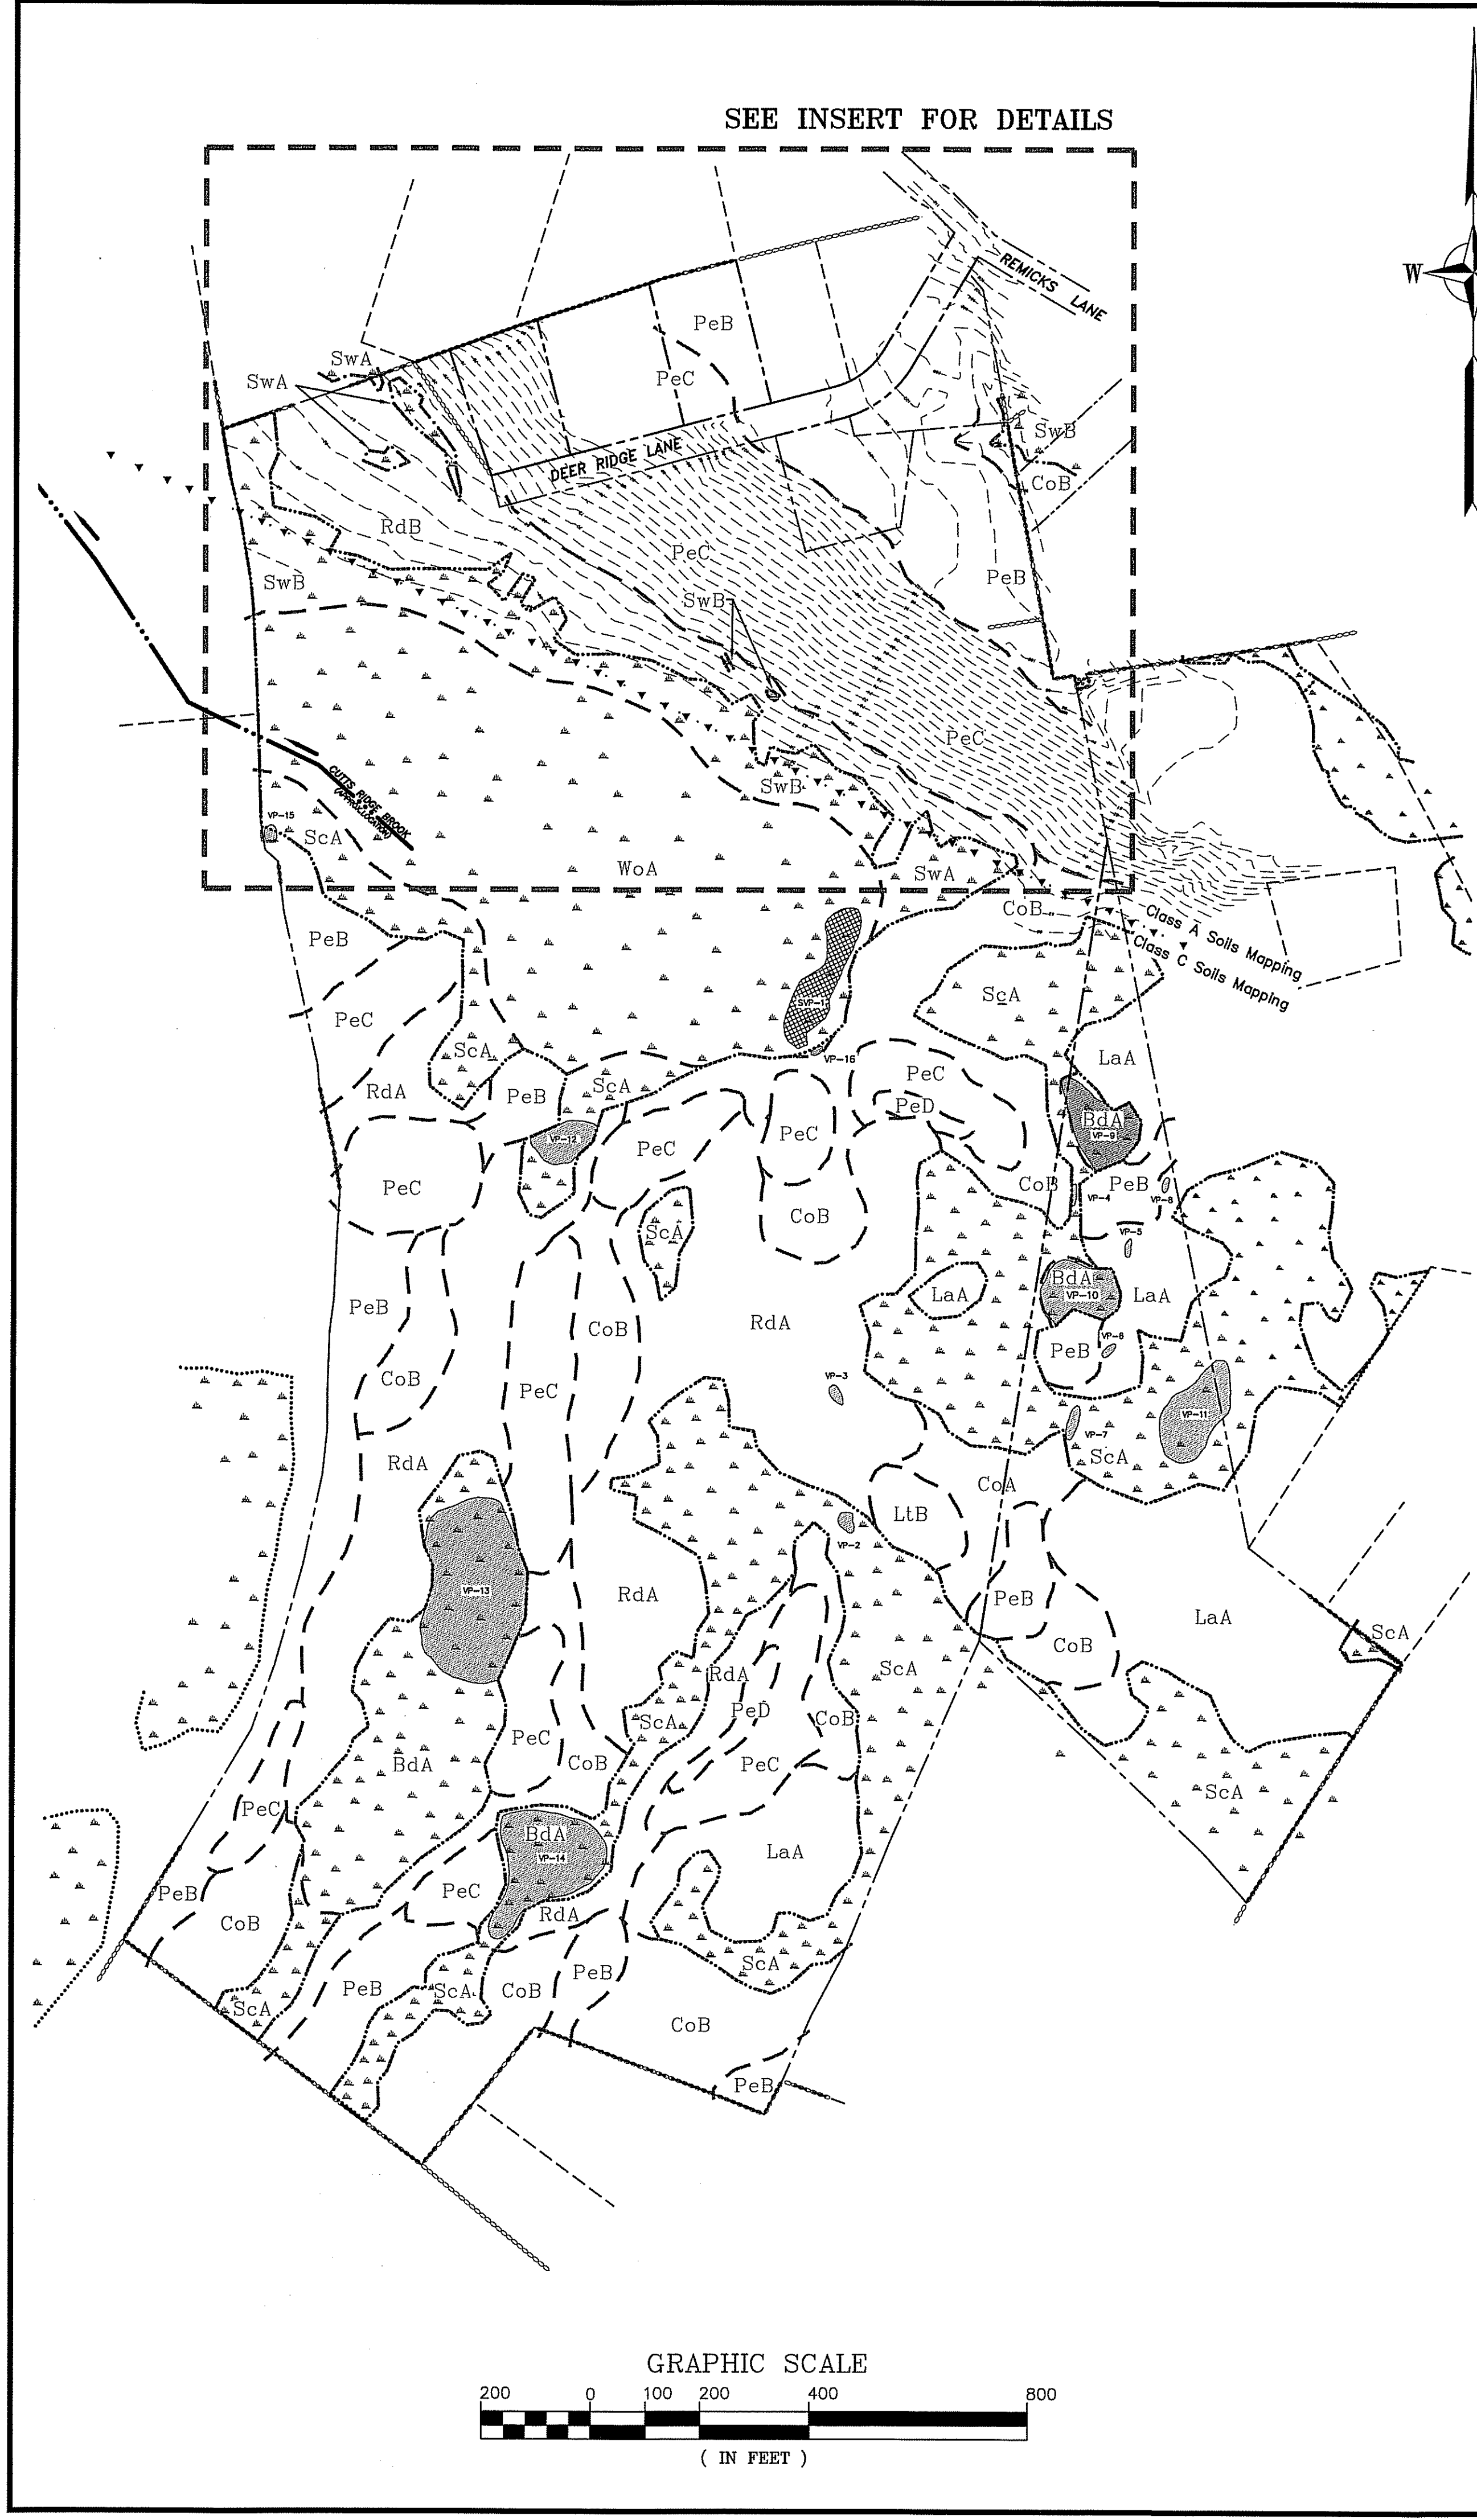 SEE INSERT FOR DETAILS
W
REMICKS LANE
PeB
SwA
SwA
PeC
DEER RIDGE LANE
SwB
CoB
RdB
PeC
PeB
SwB
SwB
PeC
CUTTS RIDGE BROOK
(APPROX.LOCATION)
SwB
VP-15
ScA
WoA
SwA
CoB
Class A Soils Mapping
Class C Soils Mapping
PeB
ScA
SVP-1
PeC
ScA
VP-16
LaA
PeC
ScA
RdA
PeB
PeD
BdA
VP-9
VP-12
PeC
PeC
PeC
CoB
PeB
VP-4
VP-8
CoB
ScA
VP-5
BdA
VP-10
LaA
LaA
PeB
RdA
CoB
VP-6
PeB
CoB
PeC
VP-3
VP-11
VP-7
ScA
RdA
CoA
LtB
VP-2
VP-13
RdA
PeB
LaA
CoB
ScA
ScA
RdA
PeD
CoB
ScA
PeC
CoB
PeC
BdA
ScA
PeC
BdA
VP-14
LaA
PeC
PeB
RdA
CoB
ScA
PeB
PeB
ScA
CoB
ScA
CoB
PeB
GRAPHIC SCALE
200 0 100 200 400 800
( IN FEET )